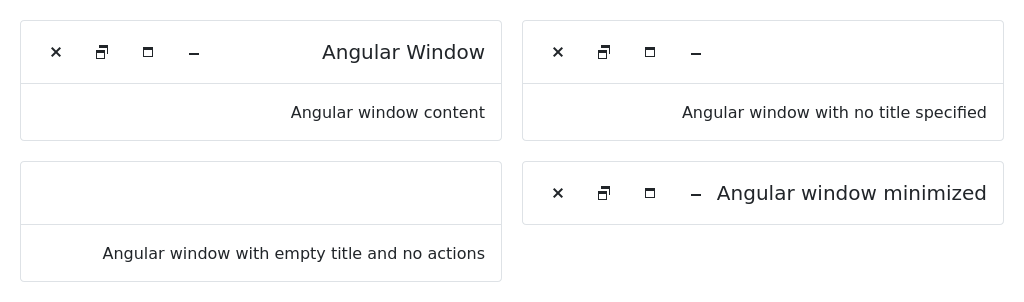 Angular Window
Angular window content
Angular window with no title specified
Angular window with empty title and no actions
Angular window minimized